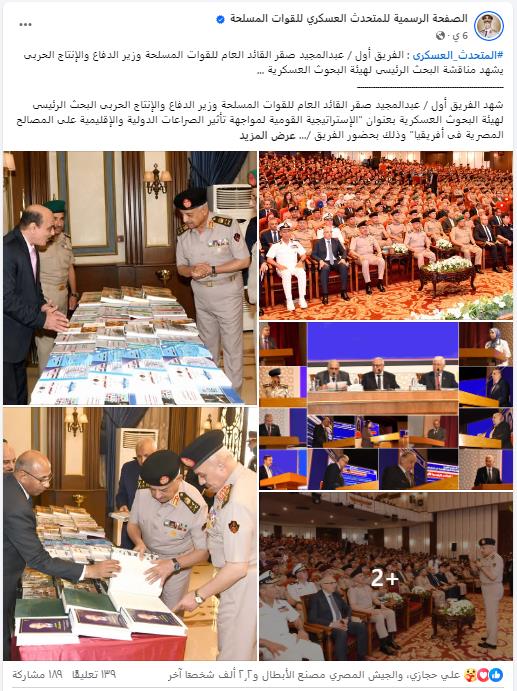 الصفحة الرسمية للمتحدث العسكري للقوات المسلحة
6 ي
#المتحدث_العسكرى : الفريق أول / عبدالمجيد صقر القائد العام للقوات المسلحة وزير الدفاع والإنتاج الحربى
يشهد مناقشة البحث الرئيسى لهيئة البحوث العسكرية ...
شهد الفريق أول / عبدالمجيد صقر القائد العام للقوات المسلحة وزير الدفاع والإنتاج الحربى البحث الرئيسى
لهيئة البحوث العسكرية بعنوان "الإستراتيجية القومية لمواجهة تأثير الصراعات الدولية والإقليمية على المصالح
المصرية فى أفريقيا" وذلك بحضور الفريق /... عرض المزيد
2+
علي حجازي، والجيش المصري مصنع الأبطال و٢٫٢ ألف شخصًا آخر
١٣٩ تعليقًا ١٨٩ مشاركة